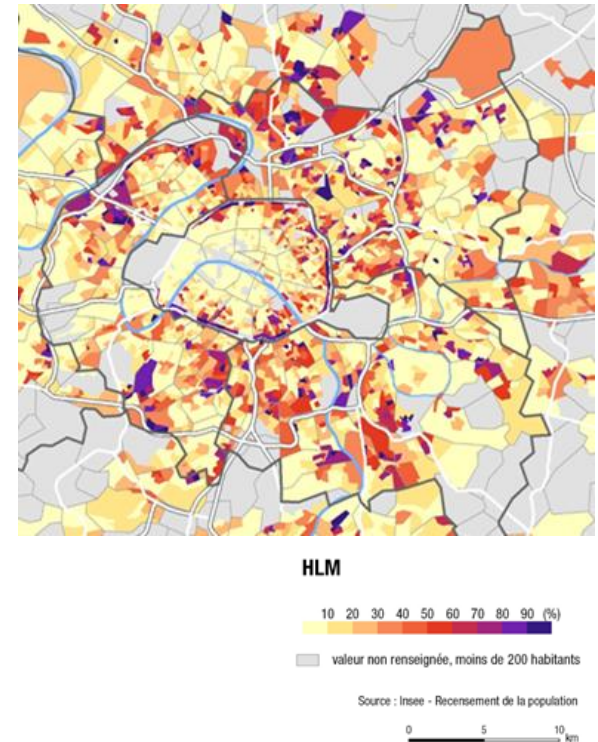 HLM
10 20 30 40 50 60 70 80 90 (%)
valeur non renseignée, moins de 200 habitants
Source : Insee - Recensement de la population
0 5 10
km